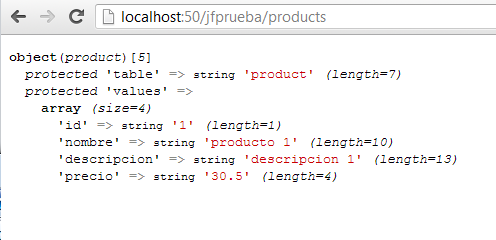 localhost:50/jfprueba/products
object(product)[5]
protected 'table' => string 'product' (length=7)
protected 'values' =>
array (size=4)
'id' => string '1' (length=1)
'nombre' => string 'producto 1' (length=10)
'descripcion' => string 'descripcion 1' (length=13)
'precio' => string '30.5' (length=4)